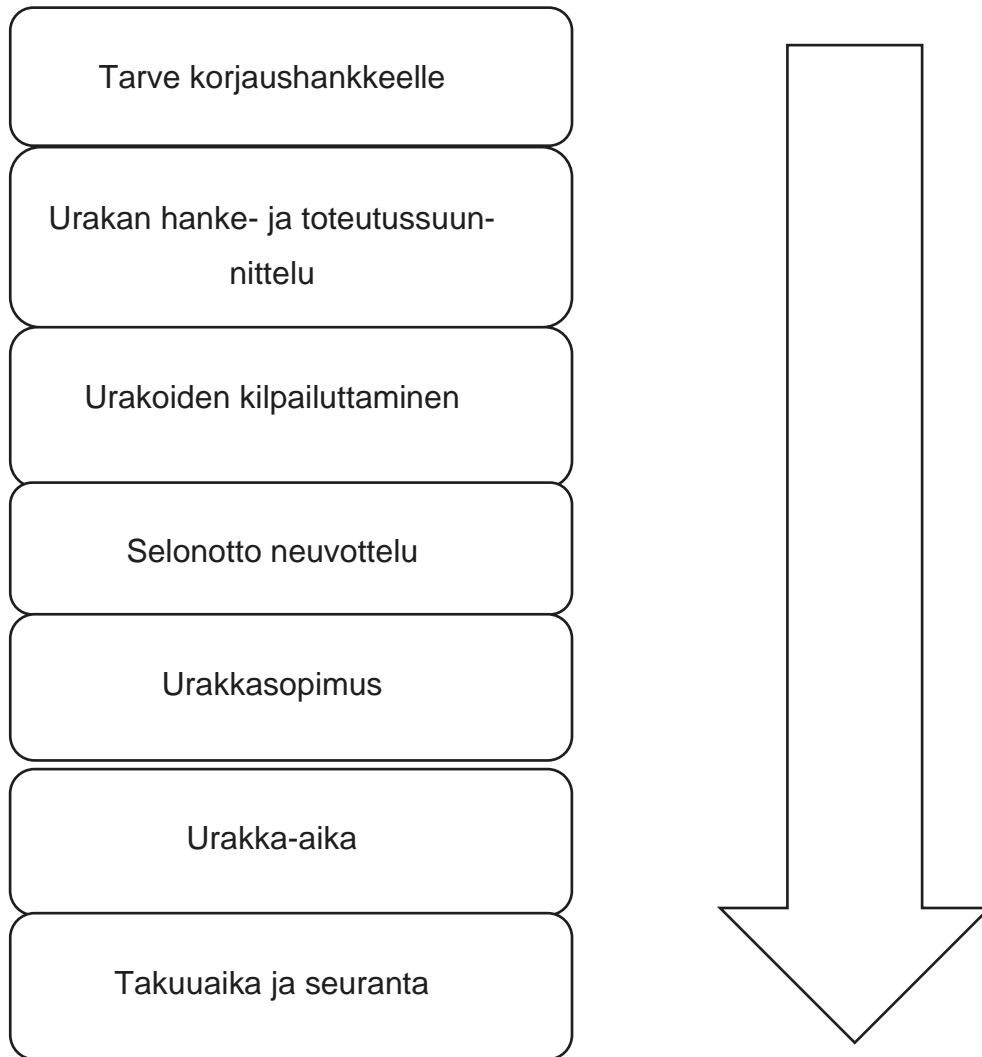 Tarve korjaushankkeelle
Urakan hanke- ja toteutussuun-
nittelu
Urakoiden kilpailuttaminen
Selonotto neuvottelu
Urakkasopimus
Urakka-aika
Takuuaika ja seuranta